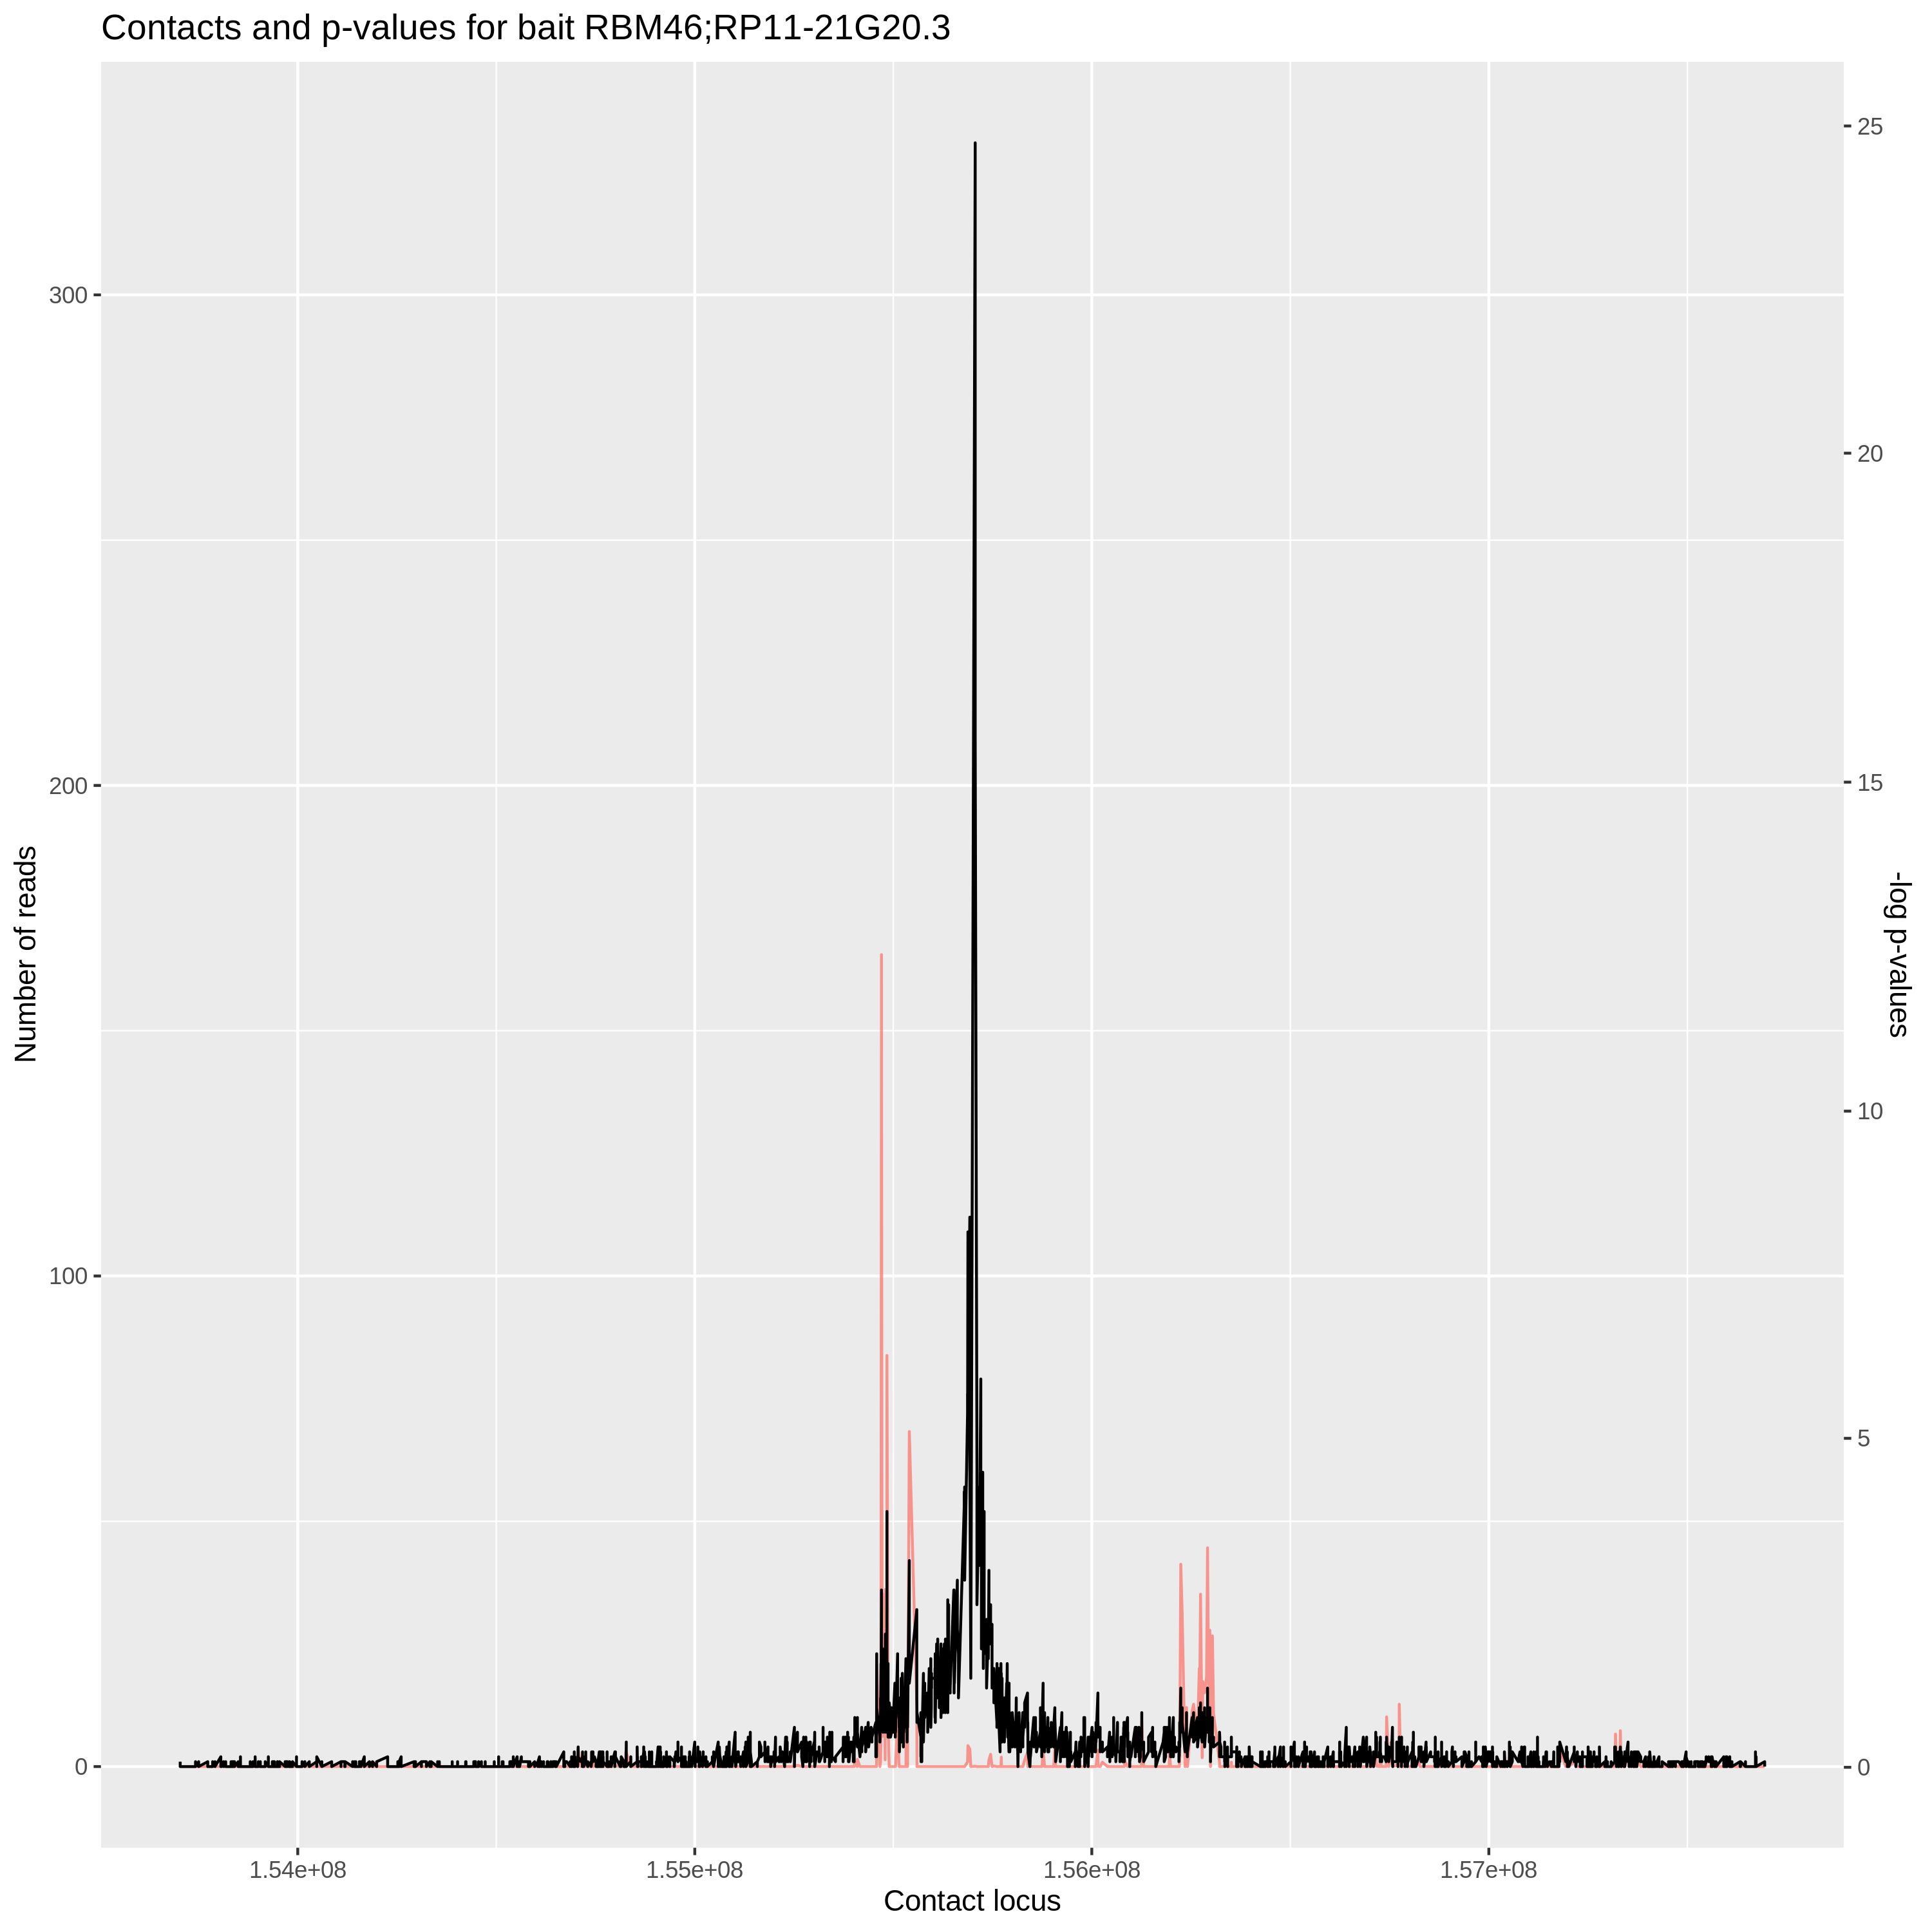 Contacts and p-values for bait RBM46;RP11-21G20.3
Number of reads
300
200
100
0
25
20
15
10
5
0
-log p-values
1.54e+08
1.55e+08
1.56e+08
1.57e+08
Contact locus